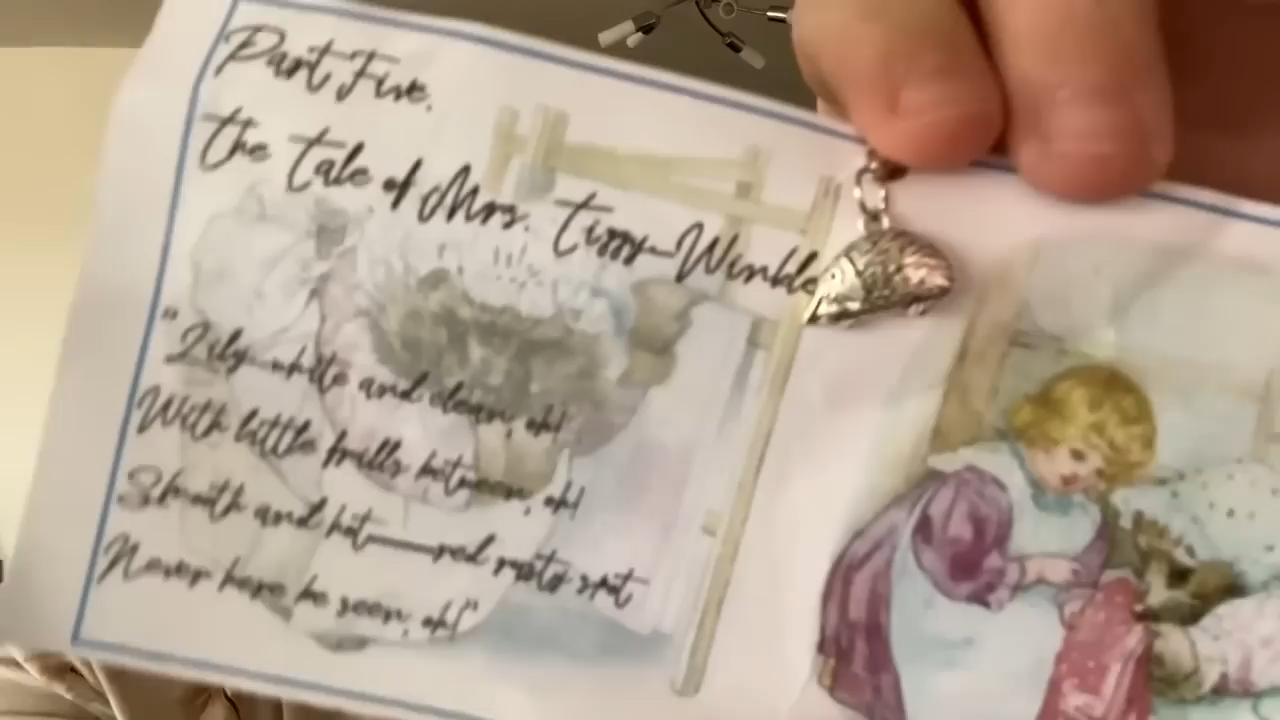 Part Five,
the tale of Mrs. Tiggy-Winkle
"Lily-white and clean, oh!
With little frills between, oh!
Smooth and hot—red rusty spot
Never here be seen, oh!"